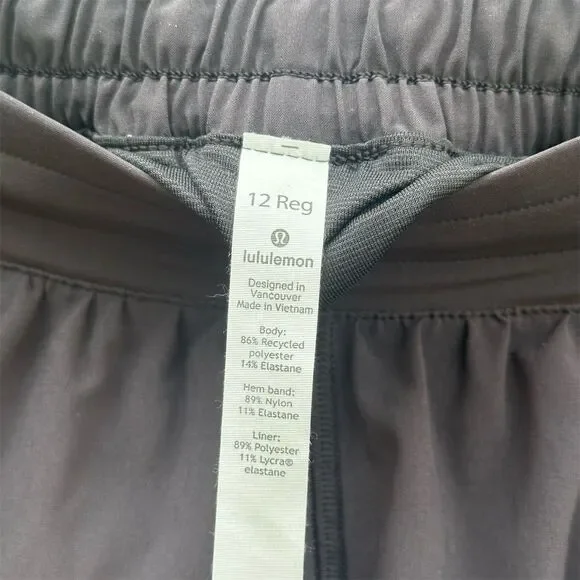 12 Reg
lululemon
Designed in
Vancouver
Made in Vietnam
Body:
86% Recycled
polyester
14% Elastane
Hem band:
89% Nylon
11% Elastane
Liner:
89% Polyester
11% Lycra®
elastane